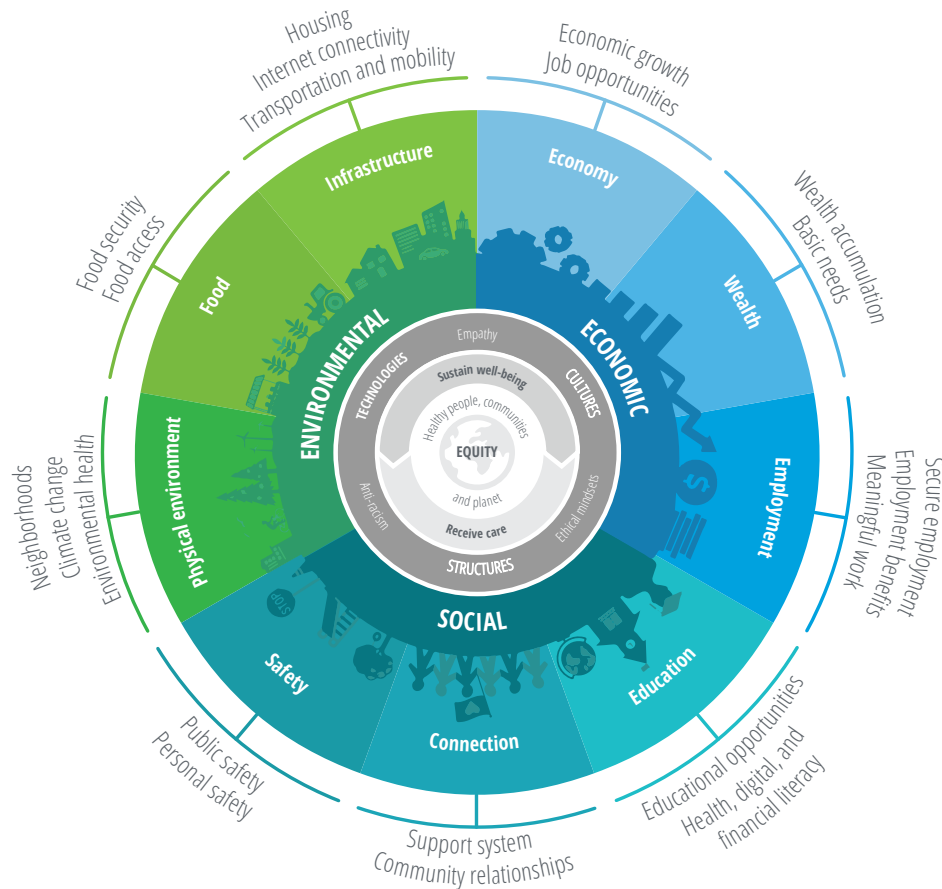 Housing
Internet connectivity
Transportation and mobility
Economic growth
Job opportunities
Infrastructure
Economy
Wealth accumulation
Basic needs
Food security
Food access
Food
Wealth
ENVIRONMENTAL
ECONOMIC
TECHNOLOGIES
Empathy
CULTURES
Sustain well-being
Healthy people, communities
EQUITY
and planet
Receive care
Anti-racism
Ethical mindsets
STRUCTURES
SOCIAL
Neighborhoods
Climate change
Environmental health
Physical environment
Employment
Secure employment
Employment benefits
Meaningful work
STOP
Safety
Connection
Education
Public safety
Personal safety
Support system
Community relationships
Educational opportunities
Health, digital, and
financial literacy